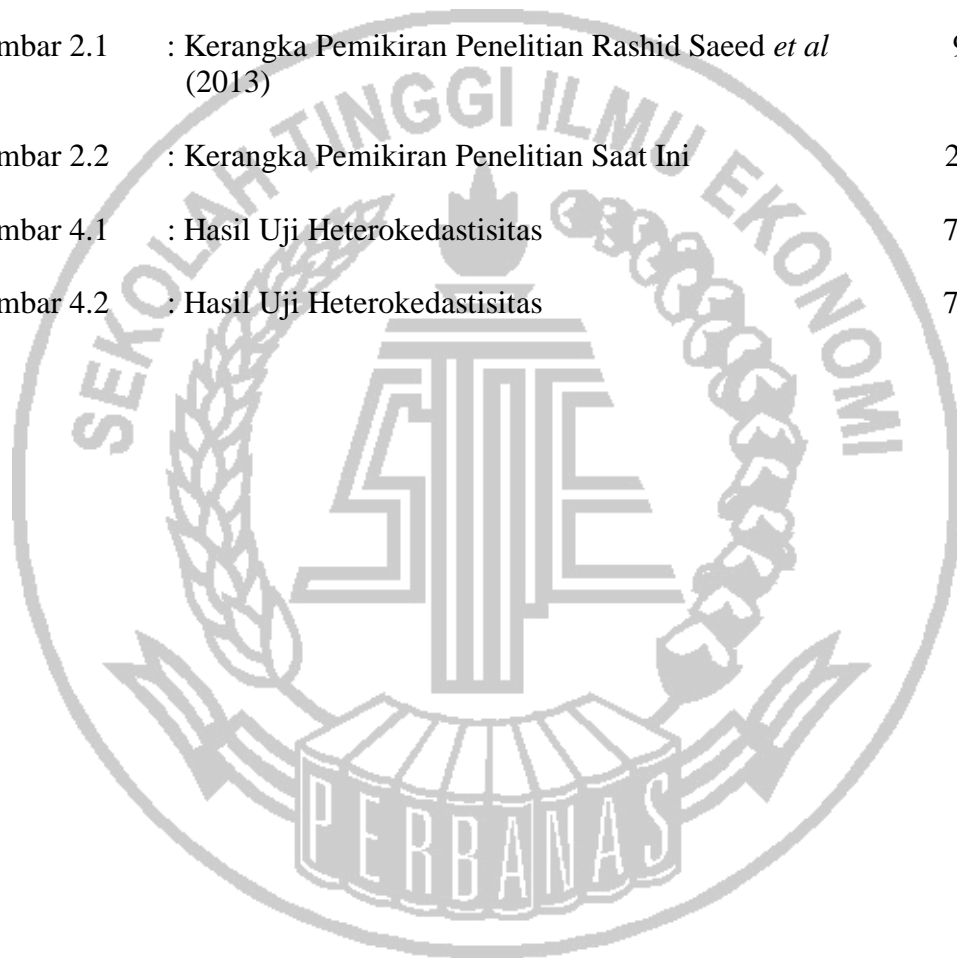 mbar 2.1 : Kerangka Pemikiran Penelitian Rashid Saeed et al 9
(2013)
mbar 2.2 : Kerangka Pemikiran Penelitian Saat Ini 2
mbar 4.1 : Hasil Uji Heterokedastisitas 7
mbar 4.2 : Hasil Uji Heterokedastisitas 7
SEKOLAH TINGGI ILMU EKONOMI
STIE
PERBANAS